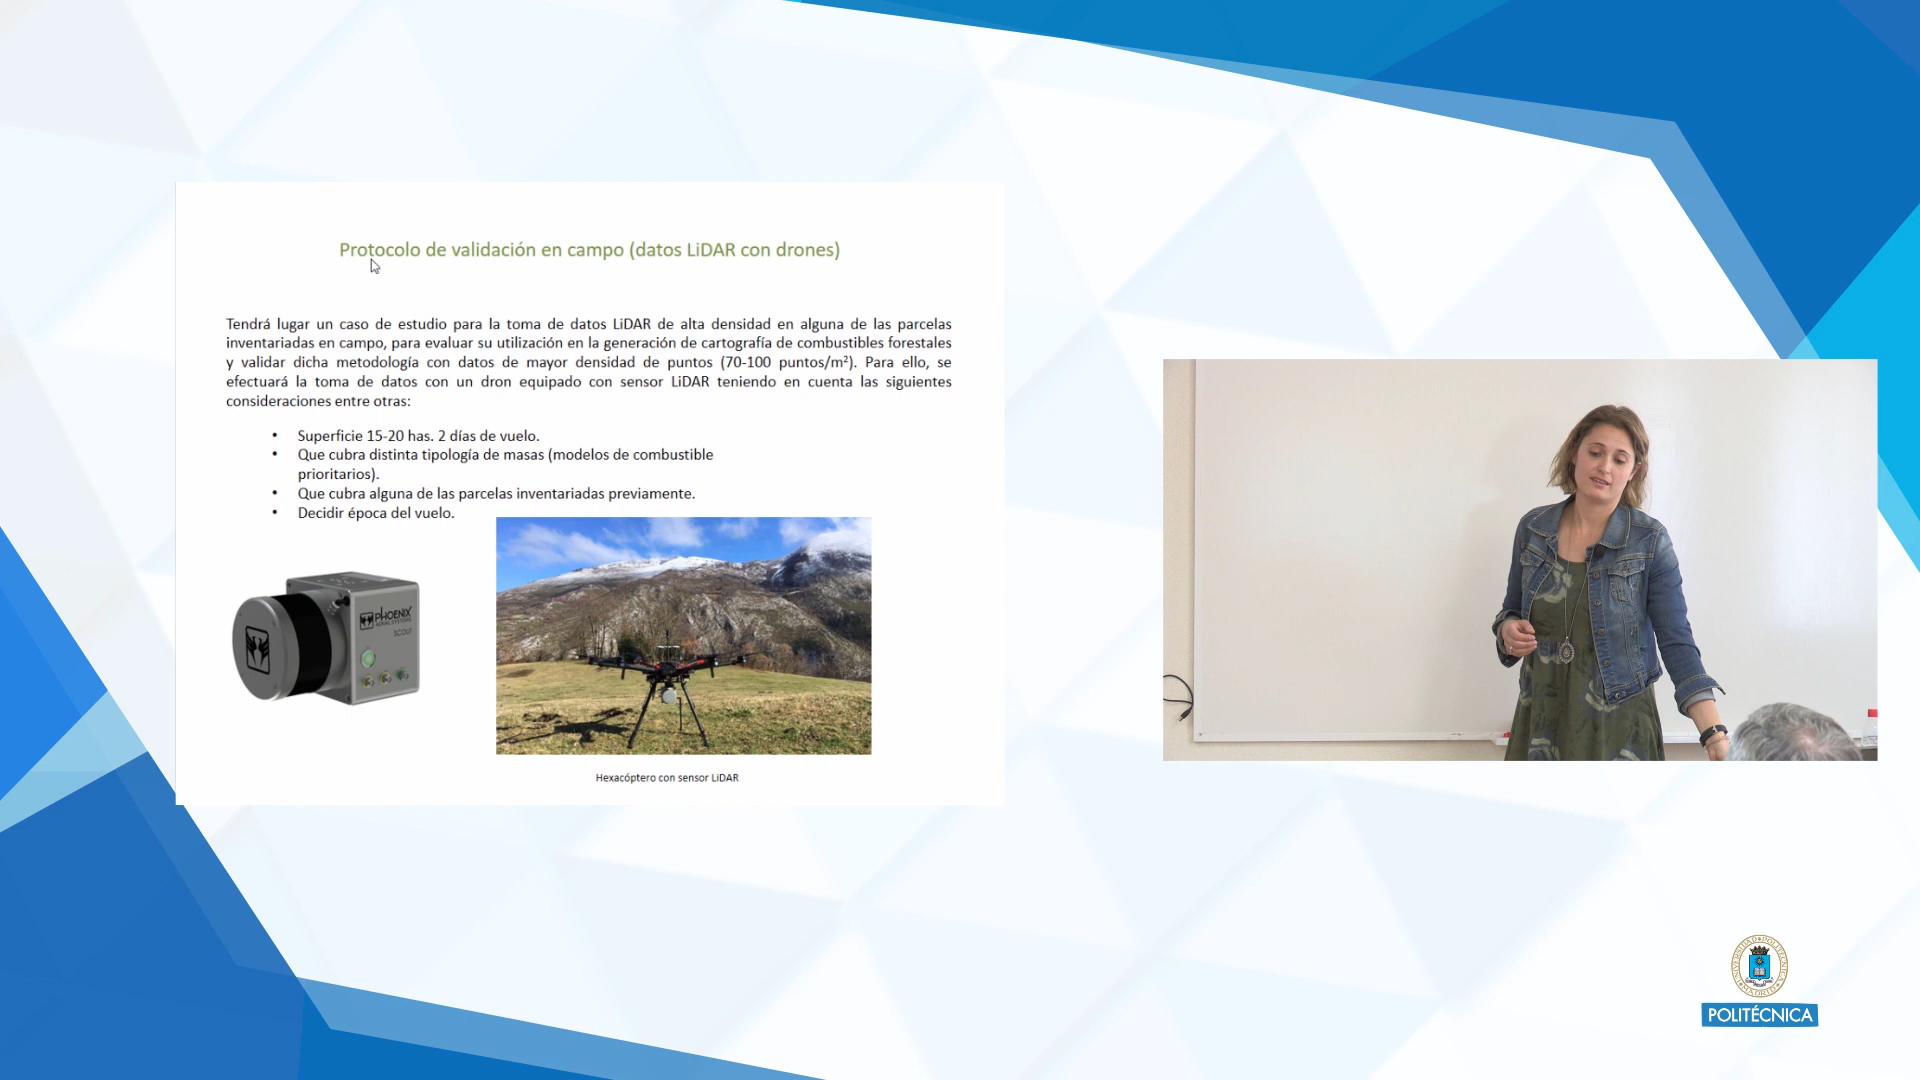 Protocolo de validación en campo (datos LiDAR con drones)
Tendrá lugar un caso de estudio para la toma de datos LiDAR de alta densidad en alguna de las parcelas
inventariadas en campo, para evaluar su utilización en la generación de cartografía de combustibles forestales
y validar dicha metodología con datos de mayor densidad de puntos (70-100 puntos/m²). Para ello, se
efectuará la toma de datos con un dron equipado con sensor LiDAR teniendo en cuenta las siguientes
consideraciones entre otras:
• Superficie 15-20 has. 2 días de vuelo.
• Que cubra distinta tipología de masas (modelos de combustible
prioritarios).
• Que cubra alguna de las parcelas inventariadas previamente.
• Decidir época del vuelo.
PHOENIX
AERIAL SYSTEMS
SCOUT
Hexacóptero con sensor LiDAR
UNIVERSIDAD POLITÉCNICA
MADRID
POLITÉCNICA